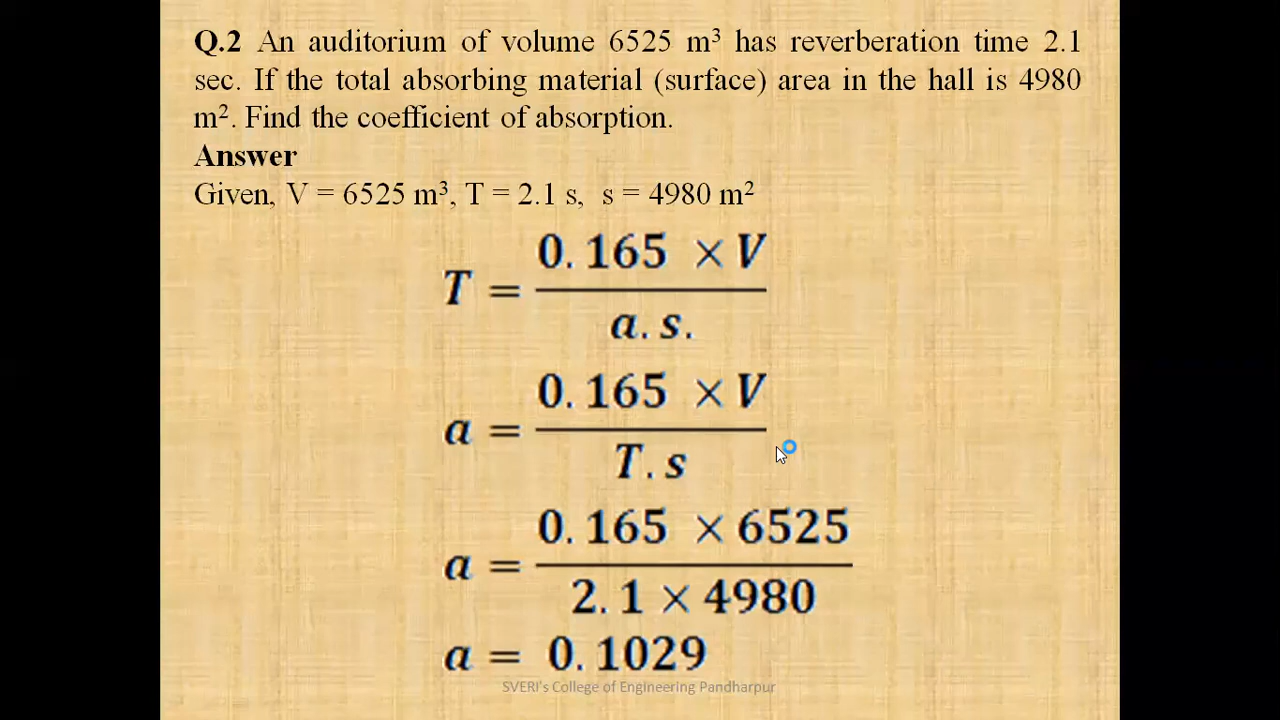 Q.2 An auditorium of volume 6525 m³ has reverberation time 2.1
sec. If the total absorbing material (surface) area in the hall is 4980
m². Find the coefficient of absorption.
Answer
Given, V = 6525 m³, T = 2.1 s, s = 4980 m²
T = 0.165 × V / a.s.
a = 0.165 × V / T.s
a = 0.165 × 6525 / 2.1 × 4980
a = 0.1029
SVERI's College of Engineering Pandharpur